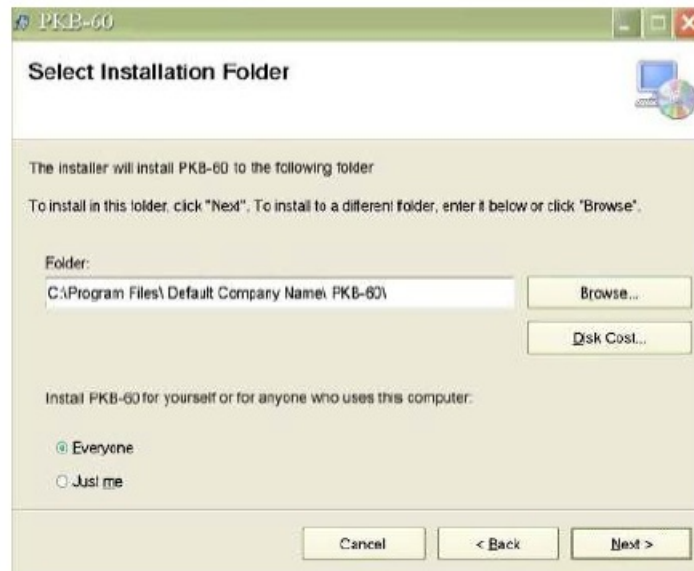 PKB-60
Select Installation Folder
The installer will install PKB-60 to the following folder
To install in this folder, click "Next". To install to a different folder, enter it below or click "Browse".
Folder:
C:\Program Files\ Default Company Name\ PKB-60\
Browse...
Disk Cost...
Install PKB-60 for yourself or for anyone who uses this computer:
Everyone
Just me
Cancel
< Back
Next >